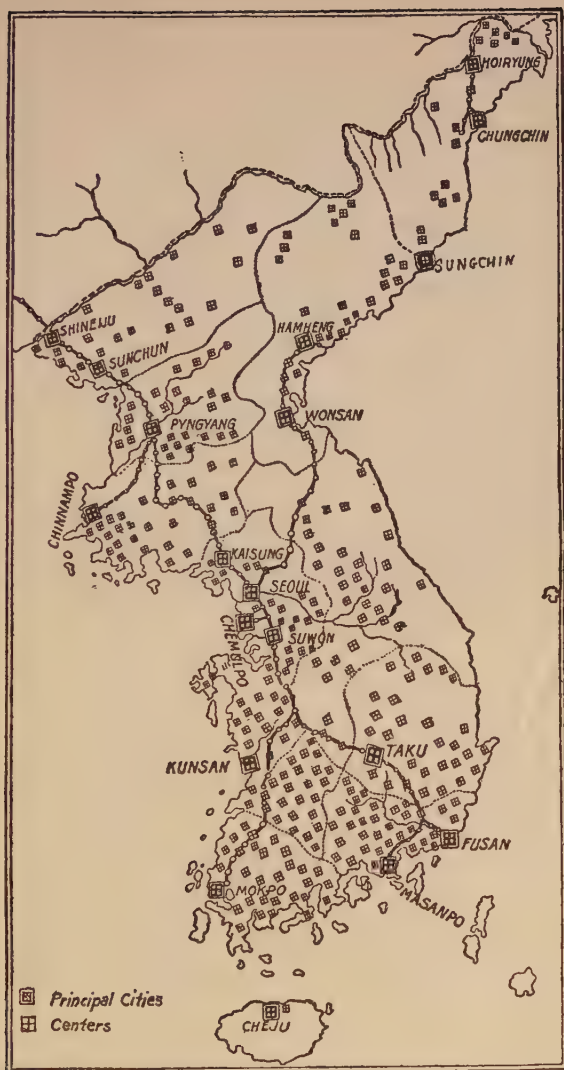 HOIRYUNG
CHUNGCHIN
SUNGCHIN
SHINEIJU
HAMHENG
SUNCHUN
WONSAN
PYNGYANG
CHINNAMPO
KAISUNG
SEOUL
CHEMULPO
SUWON
KUNSAN
TAKU
FUSAN
MASANPO
MOKPO
Principal Cities
Centers
CHEJU